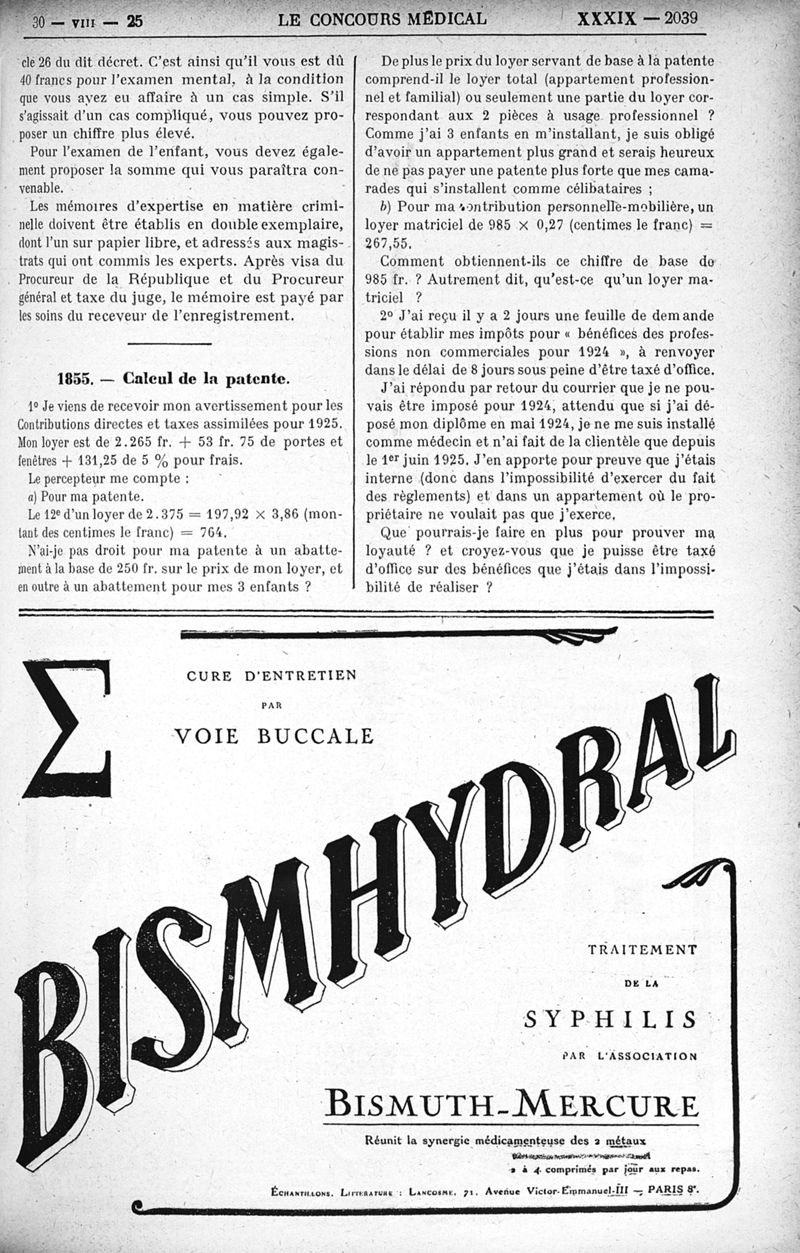 30 — VIII — 25
LE CONCOURS MÉDICAL
XXXIX — 2039
cle 26 du dit décret. C'est ainsi qu'il vous est dû
40 francs pour l'examen mental, à la condition
que vous ayez eu affaire à un cas simple. S'il
s'agissait d'un cas compliqué, vous pouvez pro-
poser un chiffre plus élevé.
Pour l'examen de l'enfant, vous devez égale-
ment proposer la somme qui vous paraîtra con-
venable.
Les mémoires d'expertise en matière crimi-
nelle doivent être établis en double exemplaire,
dont l'un sur papier libre, et adressés aux magis-
trats qui ont commis les experts. Après visa du
Procureur de la République et du Procureur
général et taxe du juge, le mémoire est payé par
les soins du receveur de l'enregistrement.
1855. — Calcul de la patente.
1º Je viens de recevoir mon avertissement pour les
Contributions directes et taxes assimilées pour 1925.
Mon loyer est de 2.265 fr. + 53 fr. 75 de portes et
fenêtres + 131,25 de 5 % pour frais.
Le percepteur me compte :
a) Pour ma patente.
Le 12e d'un loyer de 2.375 = 197,92 × 3,86 (mon-
tant des centimes le franc) = 764.
N'ai-je pas droit pour ma patente à un abatte-
ment à la base de 250 fr. sur le prix de mon loyer, et
en outre à un abattement pour mes 3 enfants ?
De plus le prix du loyer servant de base à la patente
comprend-il le loyer total (appartement profession-
nel et familial) ou seulement une partie du loyer cor-
respondant aux 2 pièces à usage professionnel ?
Comme j'ai 3 enfants en m'installant, je suis obligé
d'avoir un appartement plus grand et serais heureux
de ne pas payer une patente plus forte que mes cama-
rades qui s'installent comme célibataires ;
b) Pour ma contribution personnelle-mobilière, un
loyer matriciel de 985 × 0,27 (centimes le franc) =
267,55.
Comment obtiennent-ils ce chiffre de base de
985 fr. ? Autrement dit, qu'est-ce qu'un loyer ma-
triciel ?
2º J'ai reçu il y a 2 jours une feuille de demande
pour établir mes impôts pour « bénéfices des profes-
sions non commerciales pour 1924 », à renvoyer
dans le délai de 8 jours sous peine d'être taxé d'office.
J'ai répondu par retour du courrier que je ne pou-
vais être imposé pour 1924, attendu que si j'ai dé-
posé mon diplôme en mai 1924, je ne me suis installé
comme médecin et n'ai fait de la clientèle que depuis
le 1er juin 1925. J'en apporte pour preuve que j'étais
interne (donc dans l'impossibilité d'exercer du fait
des règlements) et dans un appartement où le pro-
priétaire ne voulait pas que j'exerce.
Que pourrais-je faire en plus pour prouver ma
loyauté ? et croyez-vous que je puisse être taxé
d'office sur des bénéfices que j'étais dans l'impossi-
bilité de réaliser ?
Σ
CURE D'ENTRETIEN
PAR
VOIE BUCCALE
BISMHYDRAL
TRAITEMENT
DE LA
SYPHILIS
PAR L'ASSOCIATION
BISMUTH-MERCURE
Réunit la synergie médicamenteuse des 2 métaux
2 à 4 comprimés par jour aux repas.
ÉCHANTILLONS. LITTÉRATURE : LANCOSME, 71, Avenue Victor-Emmanuel-III — PARIS 8e.